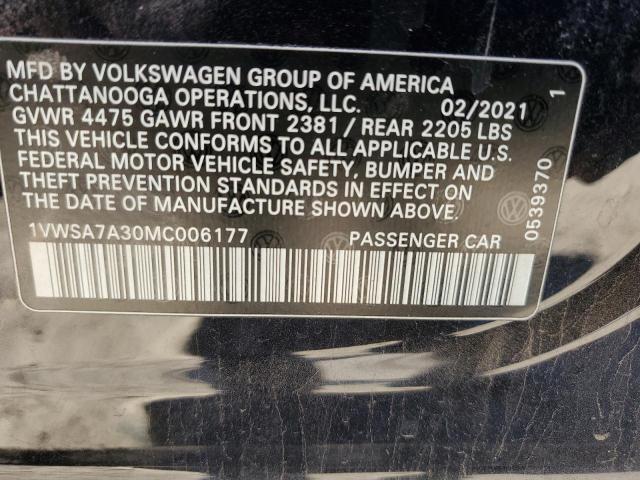 MFD BY VOLKSWAGEN GROUP OF AMERICA
CHATTANOOGA OPERATIONS, LLC. 02/2021
GVWR 4475 GAWR FRONT 2381 / REAR 2205 LBS
THIS VEHICLE CONFORMS TO ALL APPLICABLE U.S.
FEDERAL MOTOR VEHICLE SAFETY, BUMPER AND
THEFT PREVENTION STANDARDS IN EFFECT ON
THE DATE OF MANUFACTURE SHOWN ABOVE.
1VWSA7A30MC006177 PASSENGER CAR
0539370 1